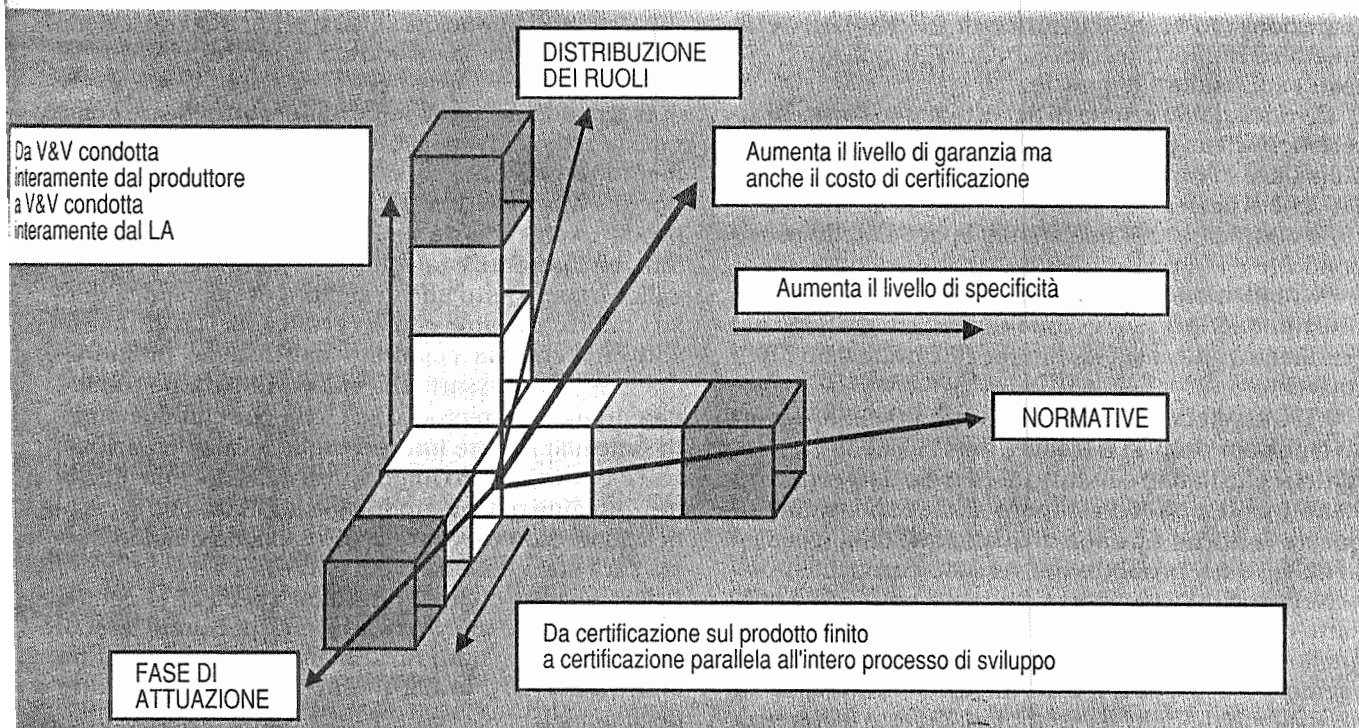 DISTRIBUZIONE
DEI RUOLI
Da V&V condotta
interamente dal produttore
a V&V condotta
interamente dal LA
Aumenta il livello di garanzia ma
anche il costo di certificazione
Aumenta il livello di specificità
NORMATIVE
Da certificazione sul prodotto finito
a certificazione parallela all'intero processo di sviluppo
FASE DI
ATTUAZIONE